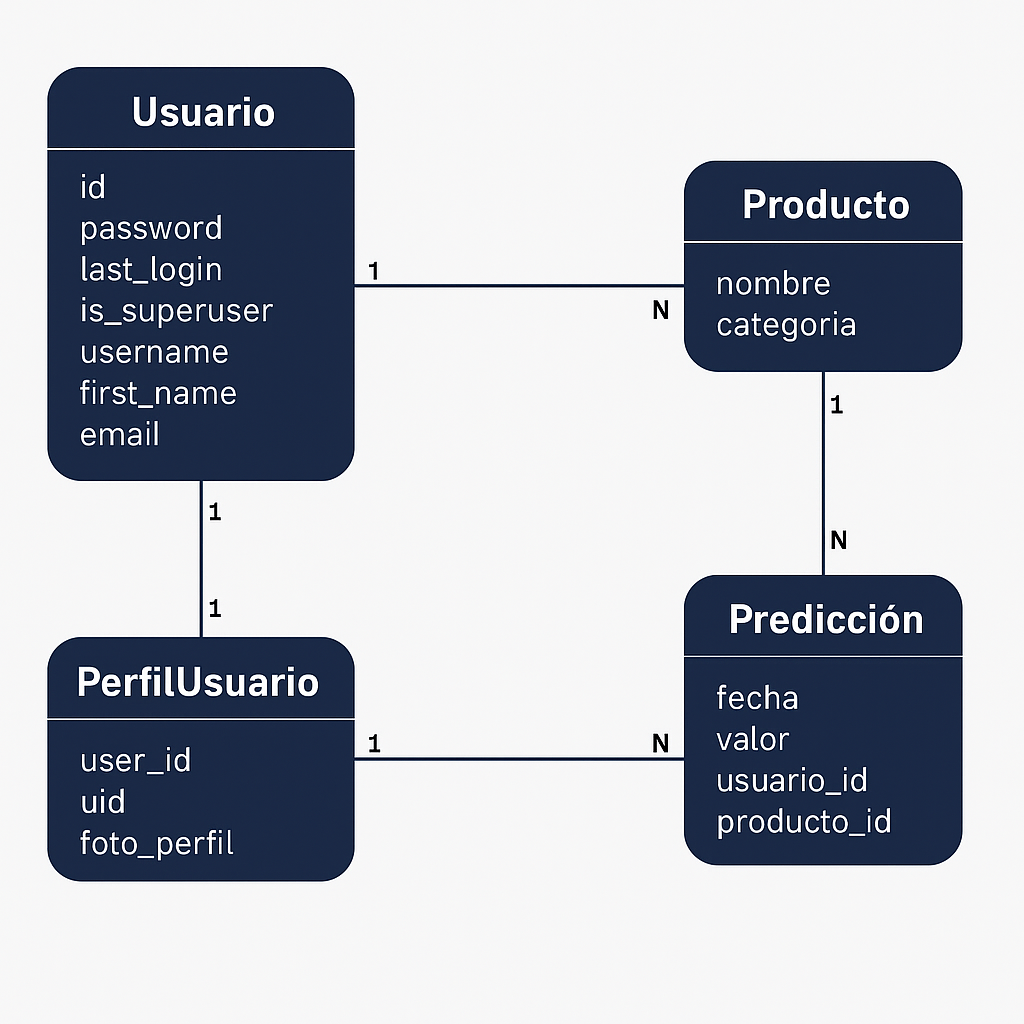 Usuario
id
password
last_login
is_superuser
username
first_name
email
1
N
Producto
nombre
categoria
1
1
1
N
PerfilUsuario
user_id
uid
foto_perfil
1
N
Predicción
fecha
valor
usuario_id
producto_id